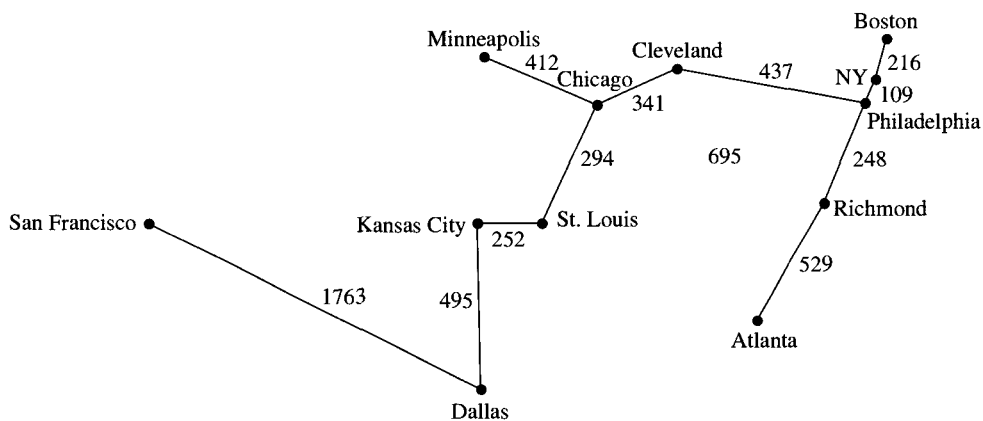 Boston
Minneapolis
Cleveland
412
437
216
Chicago
NY
341
109
Philadelphia
294
695
248
San Francisco
Kansas City
St. Louis
Richmond
252
529
1763
495
Atlanta
Dallas